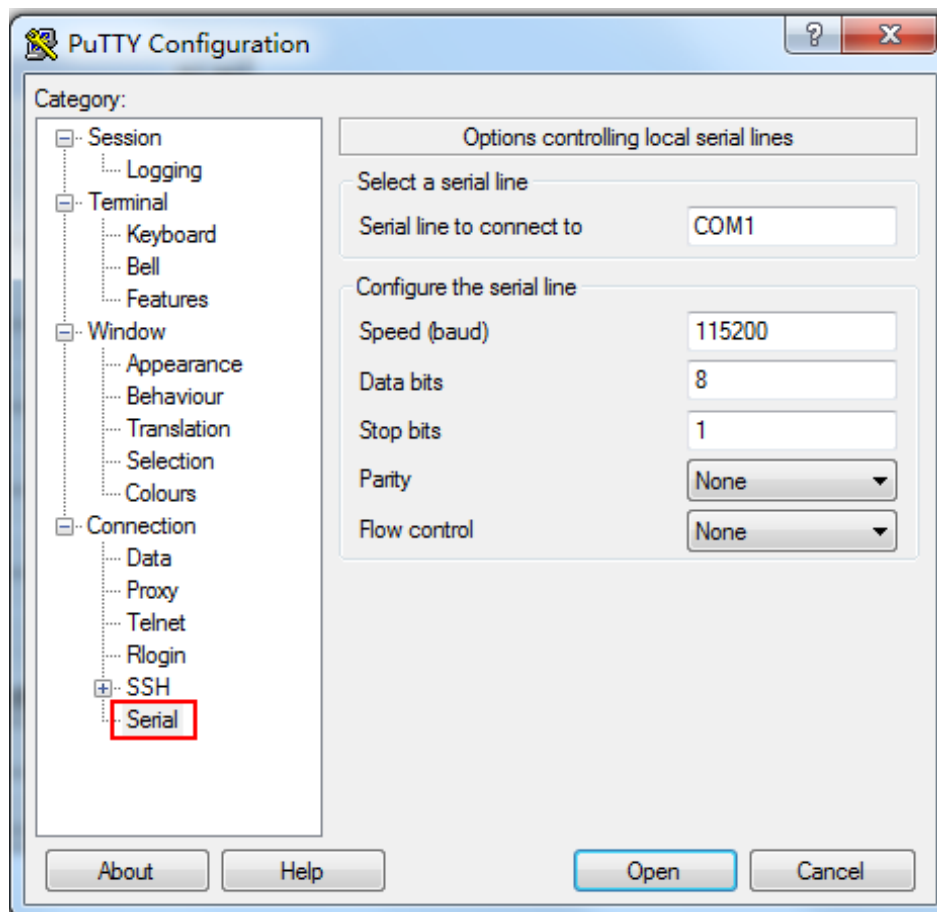 PuTTY Configuration
Category:
Session
Logging
Terminal
Keyboard
Bell
Features
Window
Appearance
Behaviour
Translation
Selection
Colours
Connection
Data
Proxy
Telnet
Rlogin
SSH
Serial
Options controlling local serial lines
Select a serial line
Serial line to connect to COM1
Configure the serial line
Speed (baud) 115200
Data bits 8
Stop bits 1
Parity None
Flow control None
About Help Open Cancel